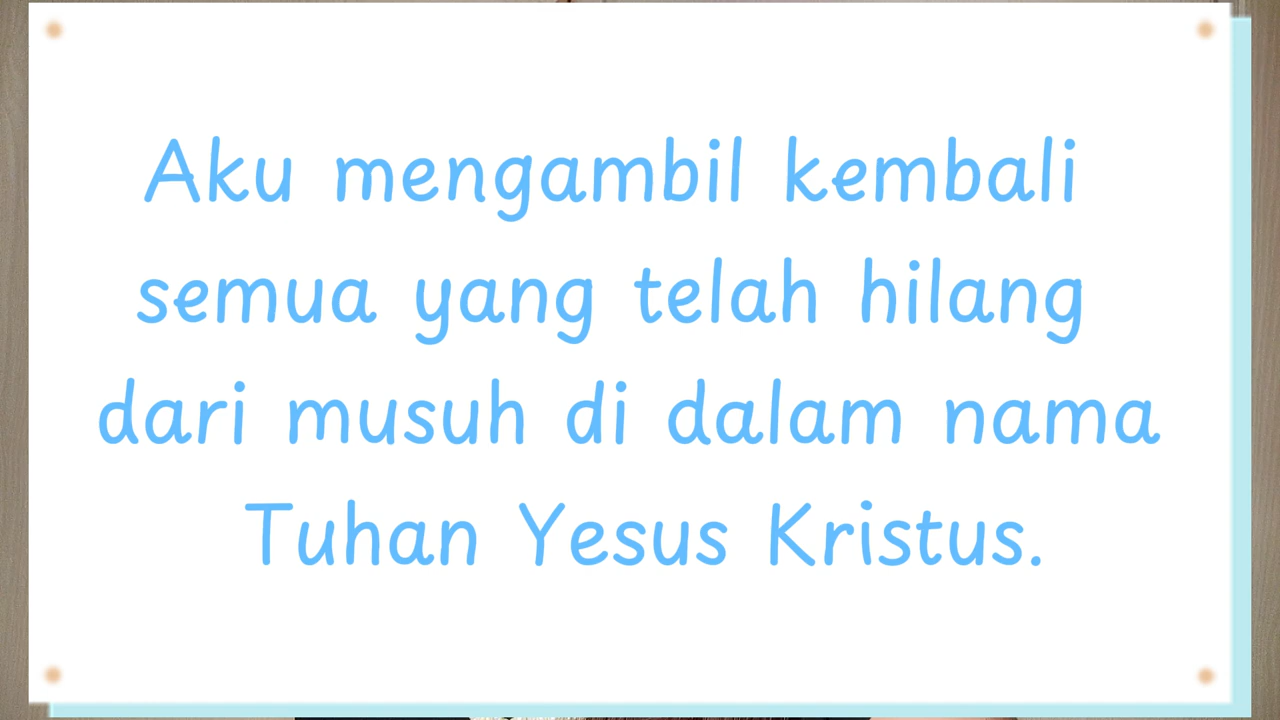 Aku mengambil kembali
semua yang telah hilang
dari musuh di dalam nama
Tuhan Yesus Kristus.